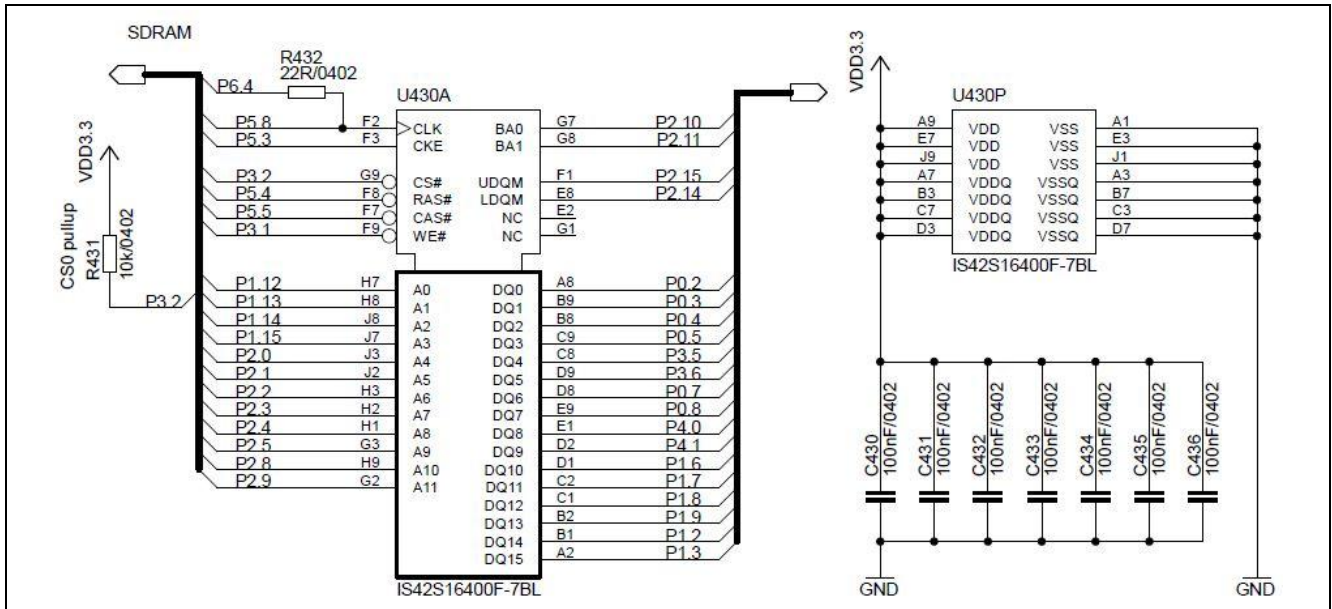 SDRAM
R432
22R/0402
P6.4
U430A
P5.8 F2 CLK BA0 G7 P2.10
P5.3 F3 CKE BA1 G8 P2.11
P3.2 G9 CS# UDQM F1 P2.15
P5.4 F8 RAS# LDQM E8 P2.14
P5.5 F7 CAS# NC E2
P3.1 F9 WE# NC G1
VDD3.3
CS0 pullup
R431
10k/0402
P3.2
P1.12 H7 A0 DQ0 A8 P0.2
P1.13 H8 A1 DQ1 B9 P0.3
P1.14 J8 A2 DQ2 B8 P0.4
P1.15 J7 A3 DQ3 C9 P0.5
P2.0 J3 A4 DQ4 C8 P3.5
P2.1 J2 A5 DQ5 D9 P3.6
P2.2 H3 A6 DQ6 D8 P0.7
P2.3 H2 A7 DQ7 E9 P0.8
P2.4 H1 A8 DQ8 E1 P4.0
P2.5 G3 A9 DQ9 D2 P4.1
P2.8 H9 A10 DQ10 D1 P1.6
P2.9 G2 A11 DQ11 C2 P1.7
DQ12 C1 P1.8
DQ13 B2 P1.9
DQ14 B1 P1.2
DQ15 A2 P1.3
IS42S16400F-7BL
VDD3.3
U430P
A9 VDD VSS A1
E7 VDD VSS E3
J9 VDD VSS J1
A7 VDDQ VSSQ A3
B3 VDDQ VSSQ B7
C7 VDDQ VSSQ C3
D3 VDDQ VSSQ D7
IS42S16400F-7BL
C430
100nF/0402
C431
100nF/0402
C432
100nF/0402
C433
100nF/0402
C434
100nF/0402
C435
100nF/0402
C436
100nF/0402
GND
GND